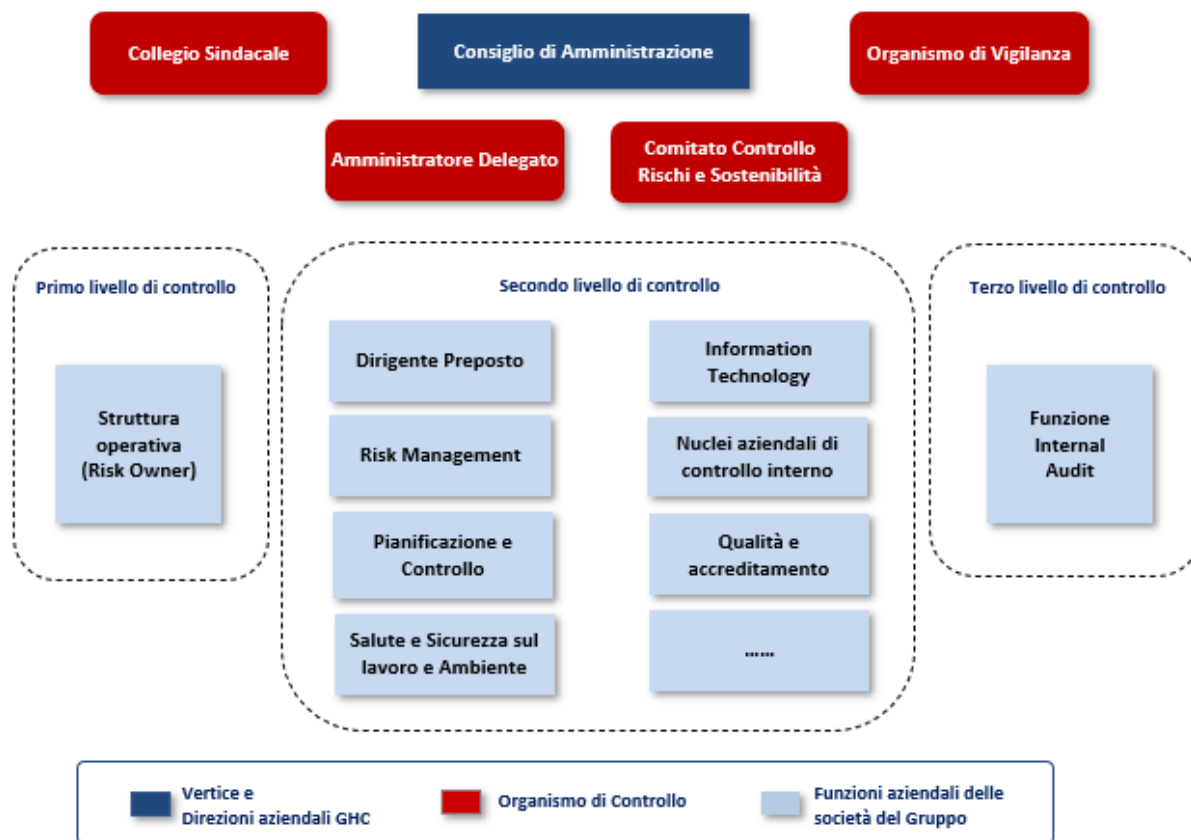 Collegio Sindacale
Consiglio di Amministrazione
Organismo di Vigilanza
Amministratore Delegato
Comitato Controllo
Rischi e Sostenibilità
Primo livello di controllo
Struttura
operativa
(Risk Owner)
Secondo livello di controllo
Dirigente Preposto
Information
Technology
Risk Management
Nuclei aziendali di
controllo interno
Pianificazione e
Controllo
Qualità e
accreditamento
Salute e Sicurezza sul
lavoro e Ambiente
......
Terzo livello di controllo
Funzione
Internal
Audit
Vertice e
Direzioni aziendali GHC
Organismo di Controllo
Funzioni aziendali delle
società del Gruppo